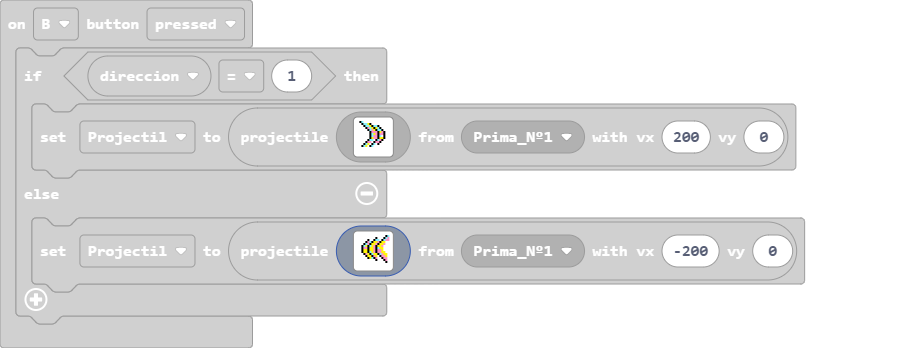 on B button pressed
if direccion = 1 then
set Projectil to projectile from Prima_Nº1 with vx 200 vy 0
else
set Projectil to projectile from Prima_Nº1 with vx -200 vy 0